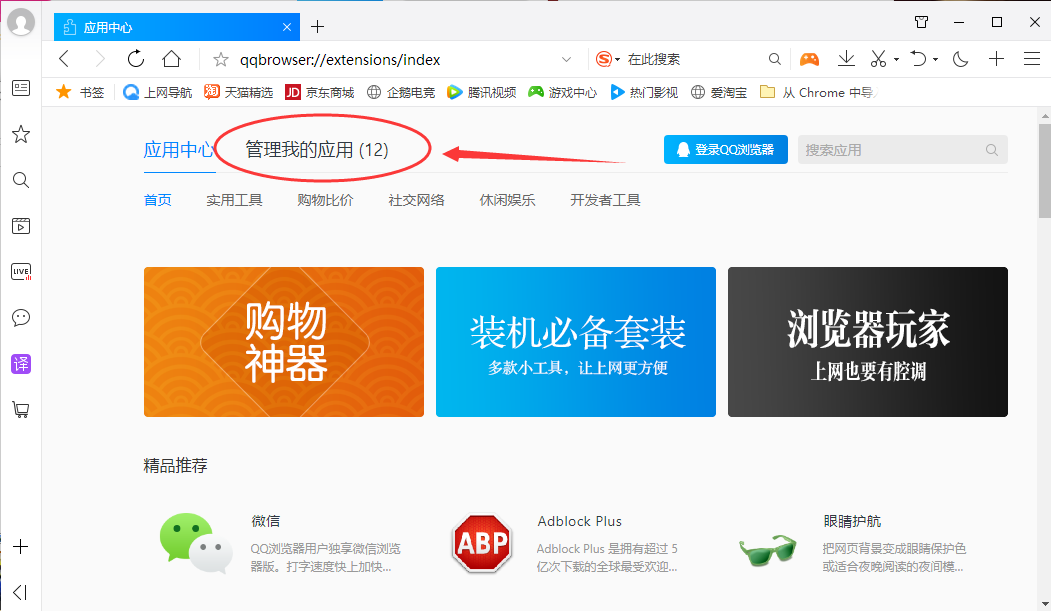 应用中心
qqbrowser://extensions/index
在此搜索
书签 上网导航 天猫精选 京东商城 企鹅电竞 腾讯视频 游戏中心 热门影视 爱淘宝 从 Chrome 中导
淘 JD
应用中心 管理我的应用 (12) 登录QQ浏览器 搜索应用
首页 实用工具 购物比价 社交网络 休闲娱乐 开发者工具
LIVE
译
购物
神器
装机必备套装
多款小工具，让上网更方便
浏览器玩家
上网也要有腔调
精品推荐
微信
QQ浏览器用户独享微信浏览
器版。打字速度快上加快...
ABP
Adblock Plus
Adblock Plus 是拥有超过 5
亿次下载的全球最受欢迎...
眼睛护航
把网页背景变成眼睛保护色
或适合夜晚阅读的夜间模...